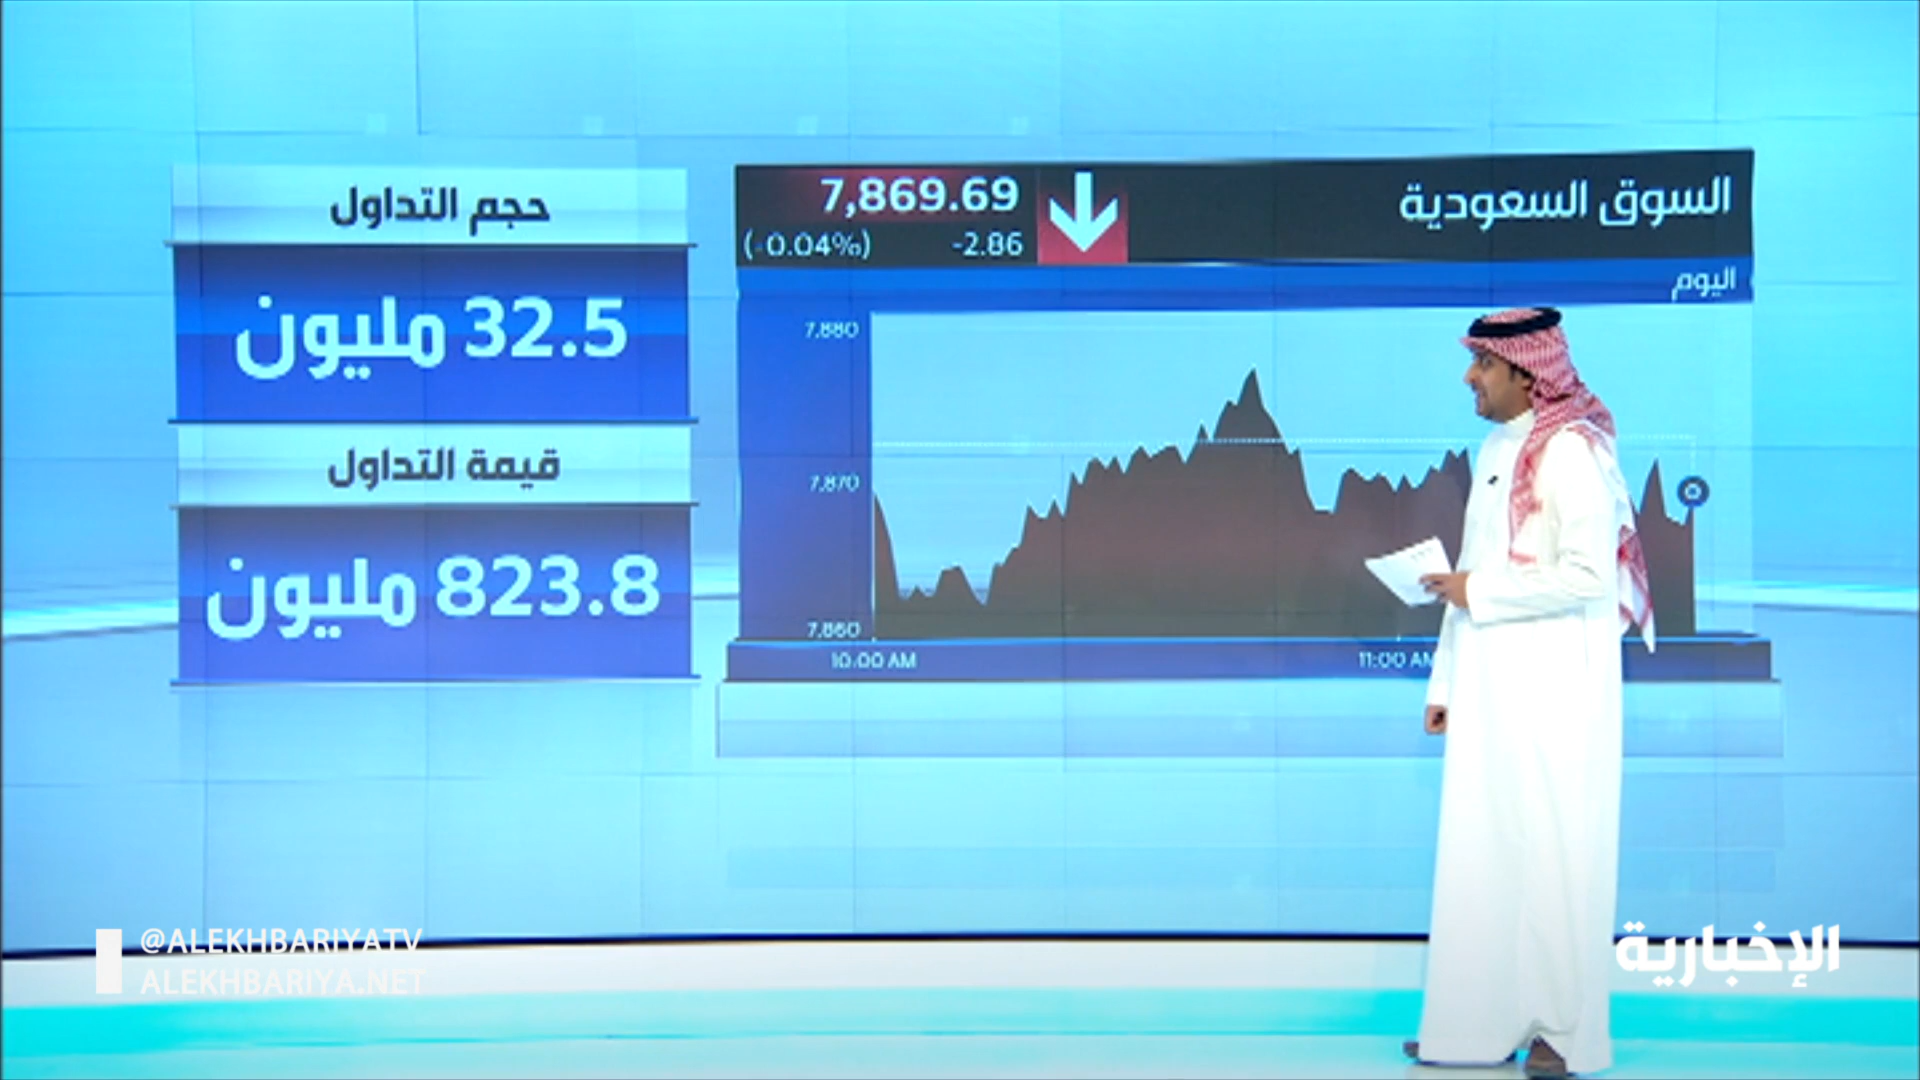 السوق السعودية
7,869.69
-2.86 (-0.04%)
اليوم
7,880
7,870
7,860
10:00 AM
11:00 AM
حجم التداول
32.5 مليون
قيمة التداول
823.8 مليون
@ALEKHBARIYATV
ALEKHBARIYA.NET
الإخبارية